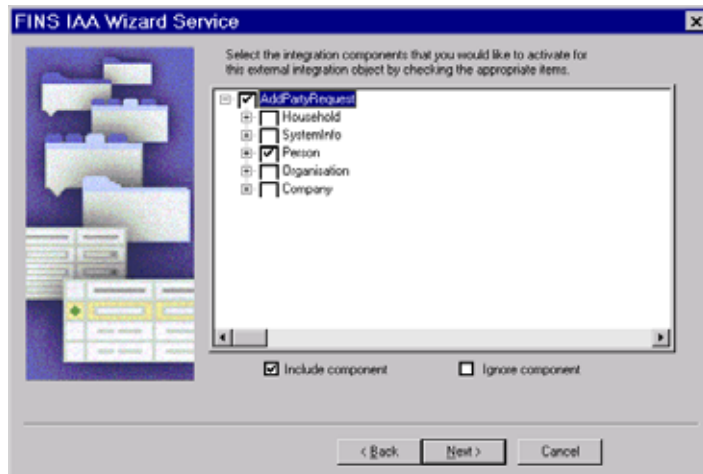 FINS IAA Wizard Service
Select the integration components that you would like to activate for
this external integration object by checking the appropriate items.
AddPartyRequest
Household
SystemInfo
Person
Organisation
Company
Include component
Ignore component
< Back
Next >
Cancel